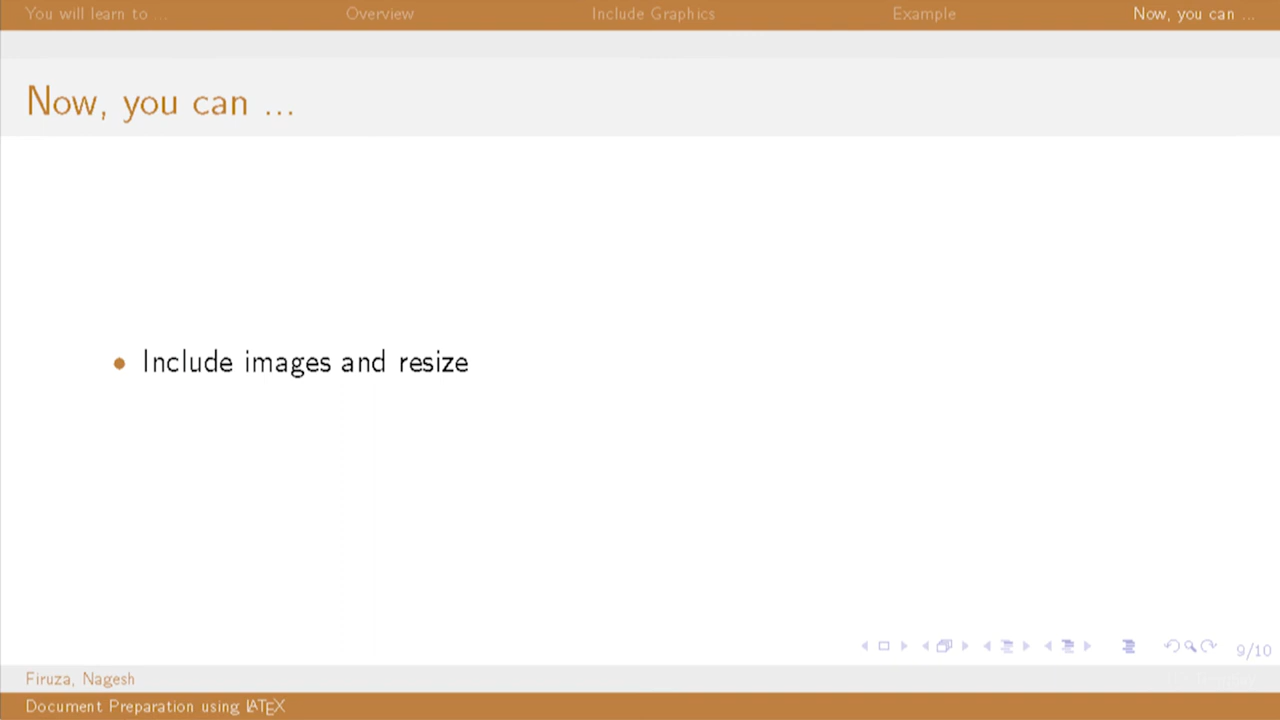 You will learn to ... Overview Include Graphics Example Now, you can ...
Now, you can ...
• Include images and resize
9/10
Firuza, Nagesh
Document Preparation using LATEX